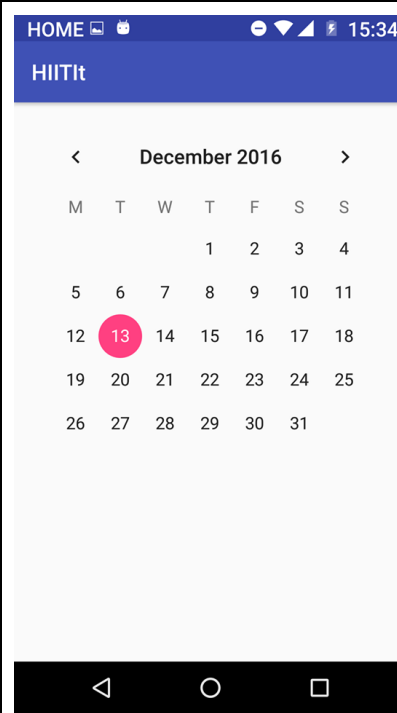 HOME 15:34
HIITIt
December 2016
M T W T F S S
1 2 3 4
5 6 7 8 9 10 11
12 13 14 15 16 17 18
19 20 21 22 23 24 25
26 27 28 29 30 31